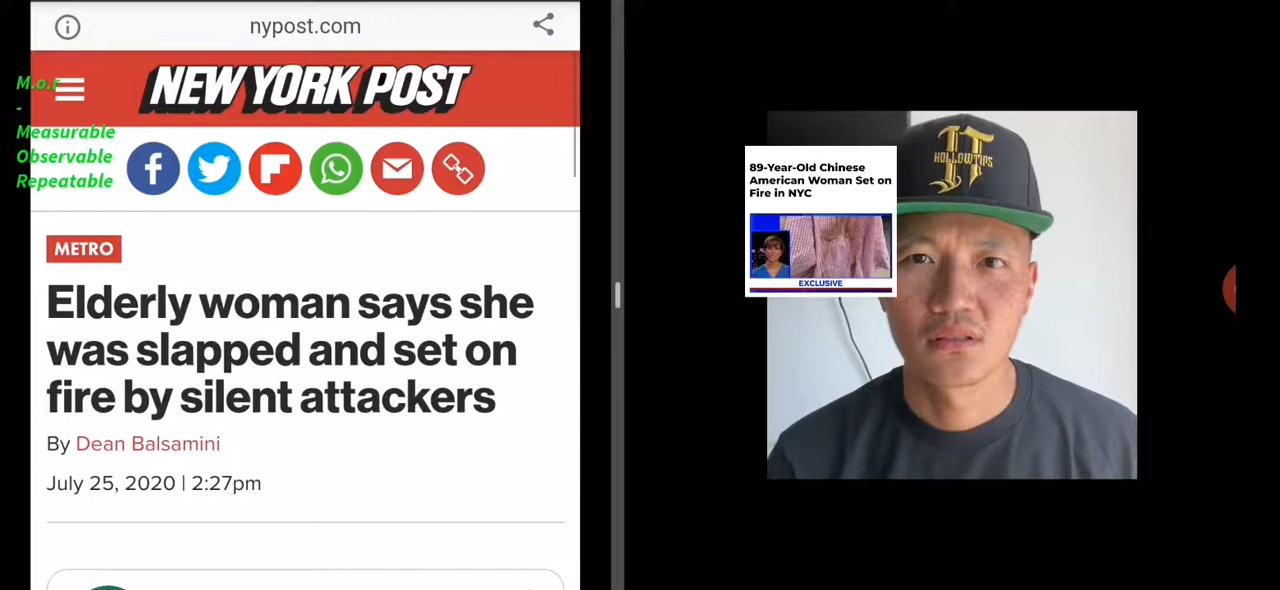 nypost.com
NEW YORK POST
M.o.r
-
Measurable
Observable
Repeatable
METRO
Elderly woman says she
was slapped and set on
fire by silent attackers
By Dean Balsamini
July 25, 2020 | 2:27pm
89-Year-Old Chinese
American Woman Set on
Fire in NYC
EXCLUSIVE
HOLLOWTIPS